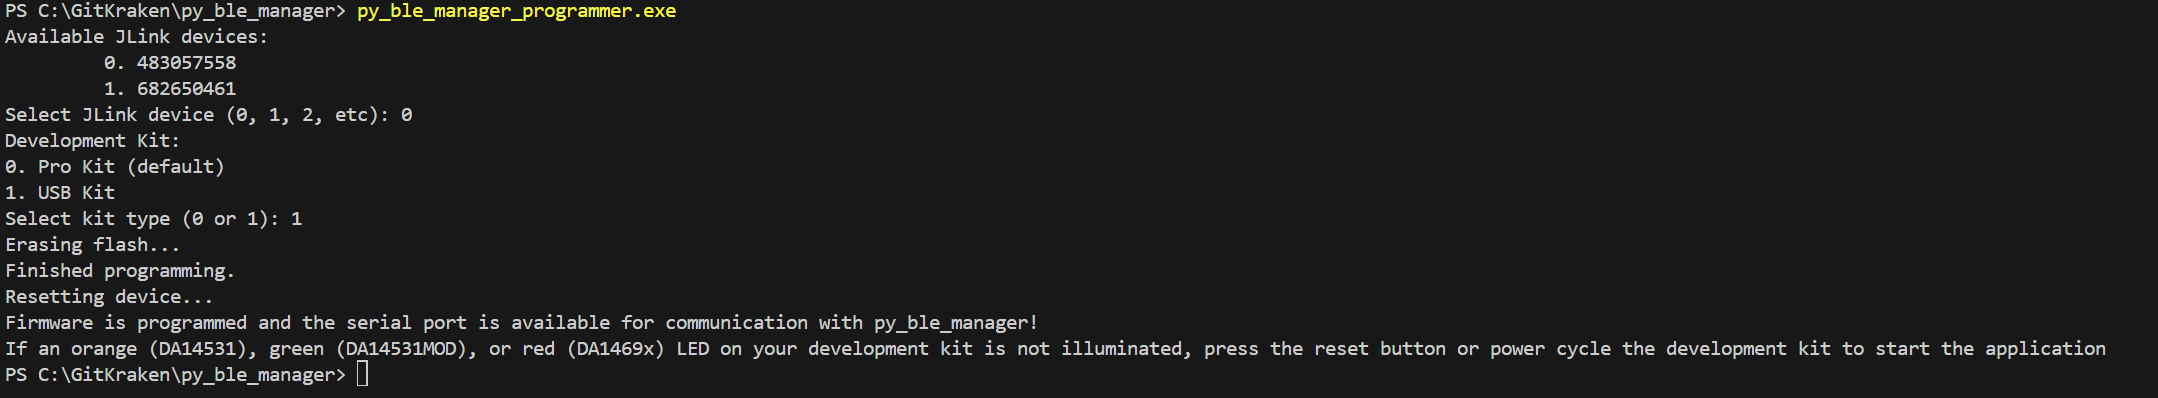 PS C:\GitKraken\py_ble_manager> py_ble_manager_programmer.exe
Available JLink devices:
0. 483057558
1. 682650461
Select JLink device (0, 1, 2, etc): 0
Development Kit:
0. Pro Kit (default)
1. USB Kit
Select kit type (0 or 1): 1
Erasing flash...
Finished programming.
Resetting device...
Firmware is programmed and the serial port is available for communication with py_ble_manager!
If an orange (DA14531), green (DA14531MOD), or red (DA1469x) LED on your development kit is not illuminated, press the reset button or power cycle the development kit to start the application
PS C:\GitKraken\py_ble_manager>